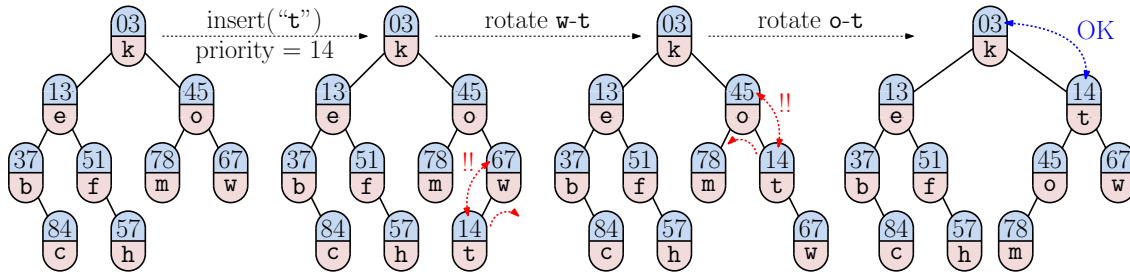 insert("t")
priority = 14
rotate w-t
rotate o-t
03
k
13
e
45
o
37
b
51
f
78
m
67
w
84
c
57
h
03
k
13
e
45
o
37
b
51
f
78
m
!!
67
w
84
c
57
h
14
t
03
k
13
e
45
o
!!
37
b
51
f
78
m
14
t
84
c
57
h
67
w
03
k
OK
13
e
14
t
37
b
51
f
45
o
67
w
84
c
57
h
78
m